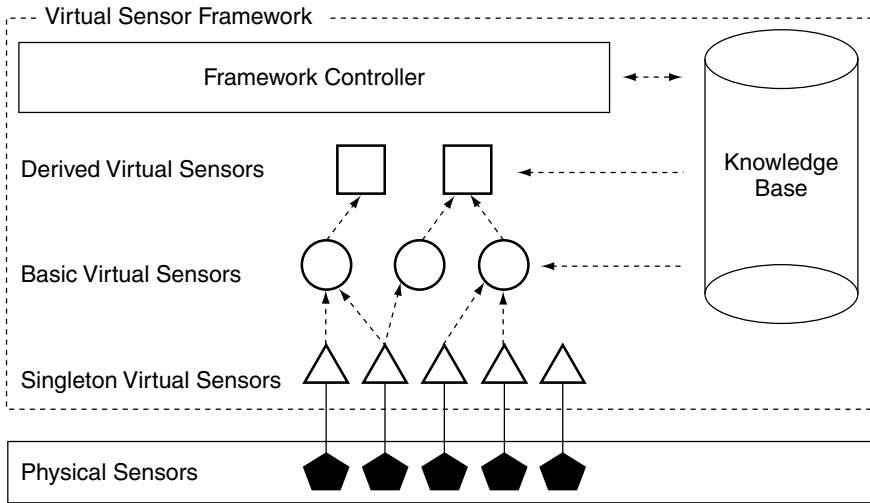 Virtual Sensor Framework
Framework Controller
Derived Virtual Sensors
Knowledge
Base
Basic Virtual Sensors
Singleton Virtual Sensors
Physical Sensors